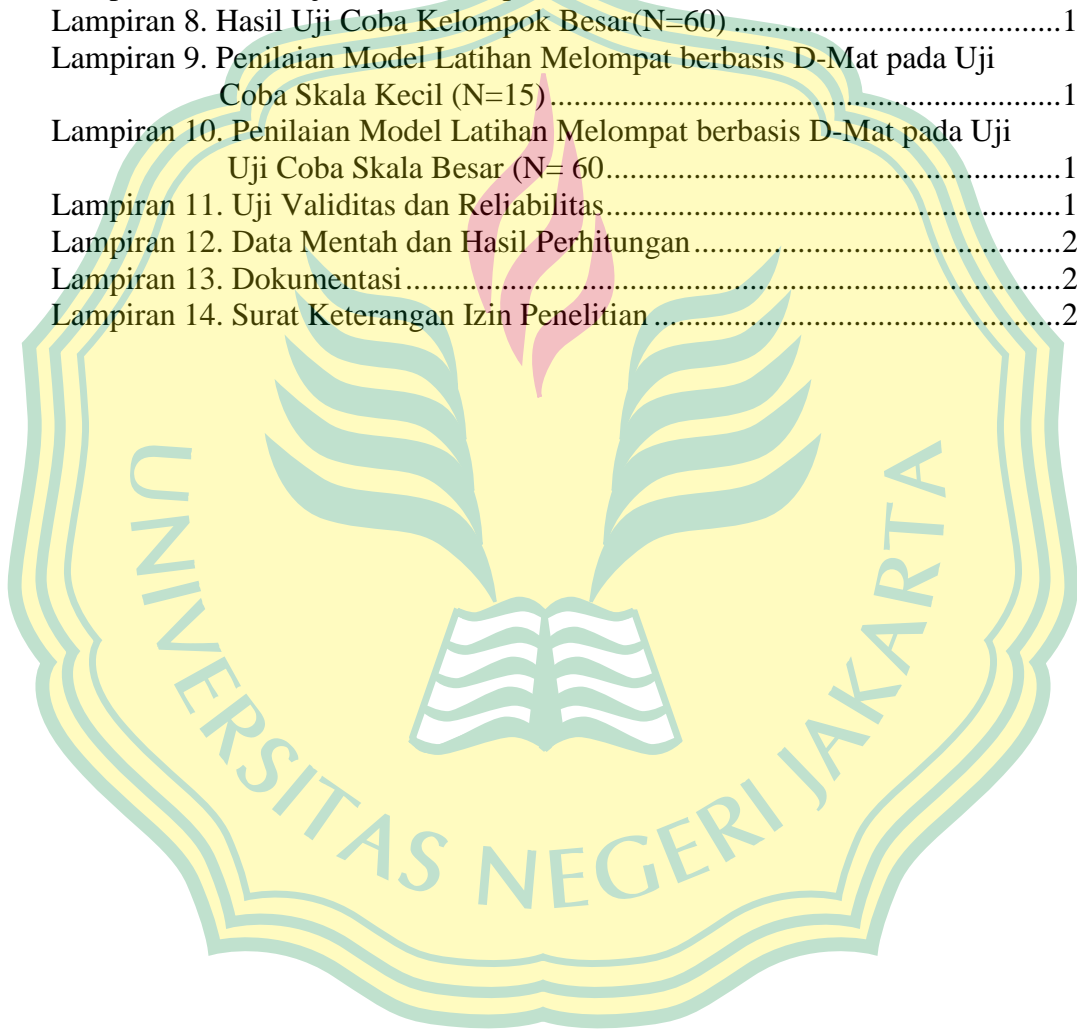 Lampiran 8. Hasil Uji Coba Kelompok Besar(N=60) ............................................1
Lampiran 9. Penilaian Model Latihan Melompat berbasis D-Mat pada Uji
Coba Skala Kecil (N=15)......................................................................1
Lampiran 10. Penilaian Model Latihan Melompat berbasis D-Mat pada Uji
Uji Coba Skala Besar (N= 60..............................................................1
Lampiran 11. Uji Validitas dan Reliabilitas..............................................................1
Lampiran 12. Data Mentah dan Hasil Perhitungan..................................................2
Lampiran 13. Dokumentasi.......................................................................................2
Lampiran 14. Surat Keterangan Izin Penelitian.......................................................2
UNIVERSITAS NEGERI JAKARTA